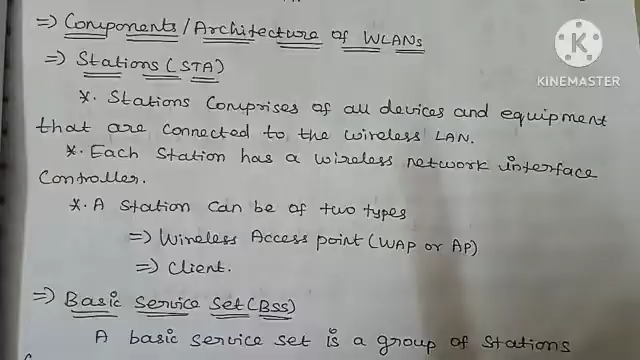 ⇒ Components/Architecture of WLANs
⇒ Stations (STA)
*. Stations Comprises of all devices and equipment
that are connected to the wireless LAN.
*. Each Station has a wireless network interface
Controller.
*. A Station can be of two types
⇒ Wireless Access point (WAP or AP)
⇒ Client.
⇒ Basic Service Set (BSS)
A basic service set is a group of stations
K
KINEMASTER